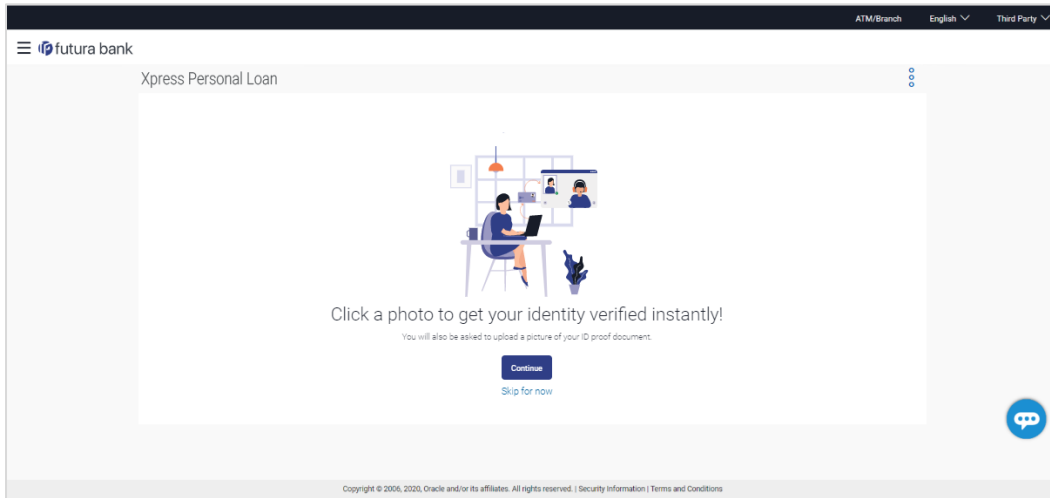 ATM/Branch English Third Party
futura bank
Xpress Personal Loan
Click a photo to get your identity verified instantly!
You will also be asked to upload a picture of your ID proof document.
Continue
Skip for now
Copyright © 2006, 2020, Oracle and/or its affiliates. All rights reserved. | Security Information | Terms and Conditions